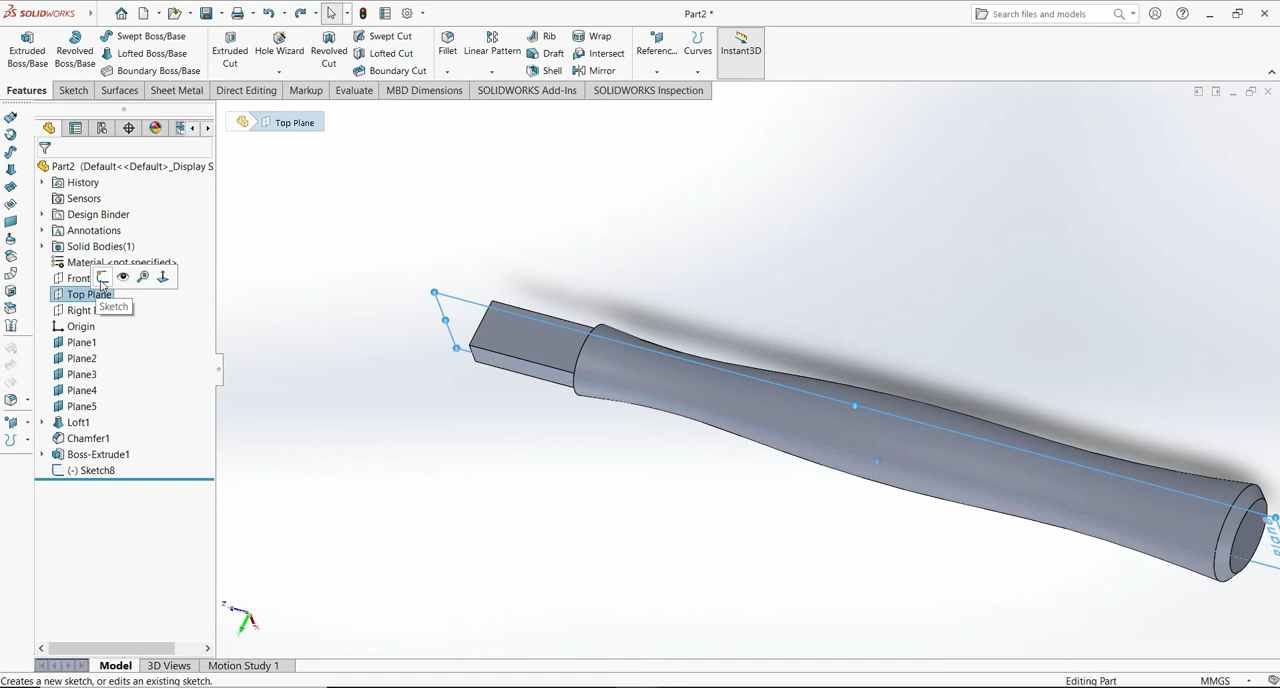 SOLIDWORKS
Part2 *
Search files and models
Extruded Boss/Base
Revolved Boss/Base
Swept Boss/Base
Lofted Boss/Base
Boundary Boss/Base
Extruded Cut
Hole Wizard
Revolved Cut
Swept Cut
Lofted Cut
Boundary Cut
Fillet
Linear Pattern
Rib
Draft
Shell
Wrap
Intersect
Mirror
Referenc...
Curves
Instant3D
Features
Sketch
Surfaces
Sheet Metal
Direct Editing
Markup
Evaluate
MBD Dimensions
SOLIDWORKS Add-Ins
SOLIDWORKS Inspection
Top Plane
Part2 (Default<<Default>_Display S
History
Sensors
Design Binder
Annotations
Solid Bodies(1)
Material <not specified>
Front
Top Plane
Right
Sketch
Origin
Plane1
Plane2
Plane3
Plane4
Plane5
Loft1
Chamfer1
Boss-Extrude1
(-) Sketch8
Z
Model
3D Views
Motion Study 1
Creates a new sketch, or edits an existing sketch.
Editing Part
MMGS